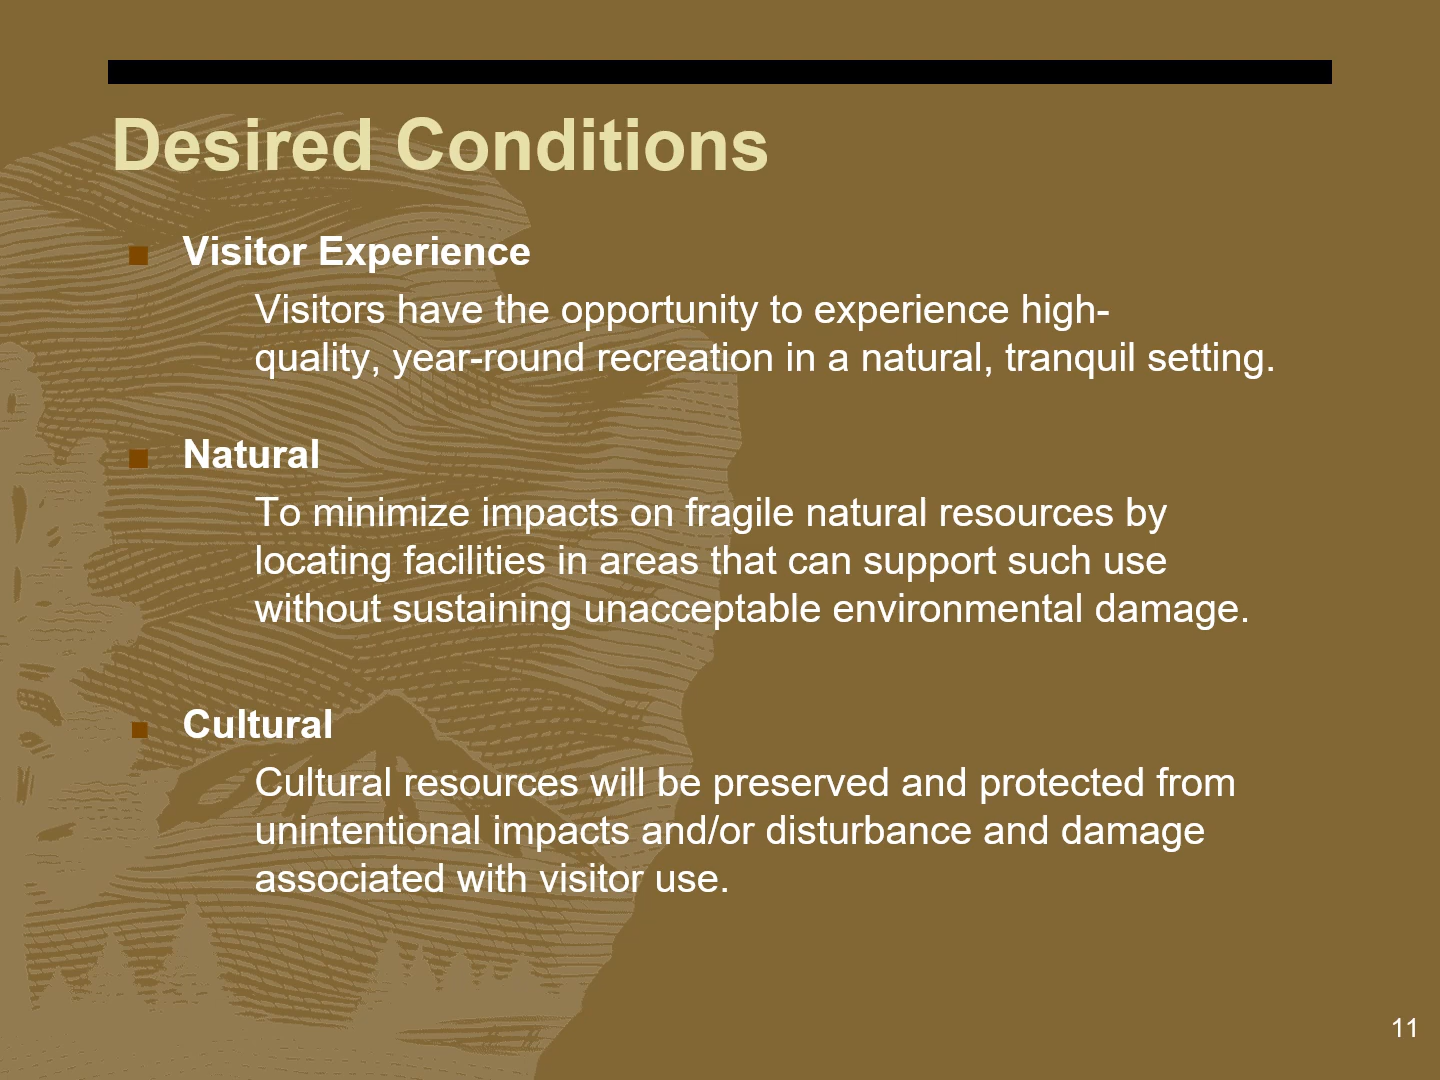 Desired Conditions
Visitor Experience
Visitors have the opportunity to experience high-
quality, year-round recreation in a natural, tranquil setting.
Natural
To minimize impacts on fragile natural resources by
locating facilities in areas that can support such use
without sustaining unacceptable environmental damage.
Cultural
Cultural resources will be preserved and protected from
unintentional impacts and/or disturbance and damage
associated with visitor use.
11